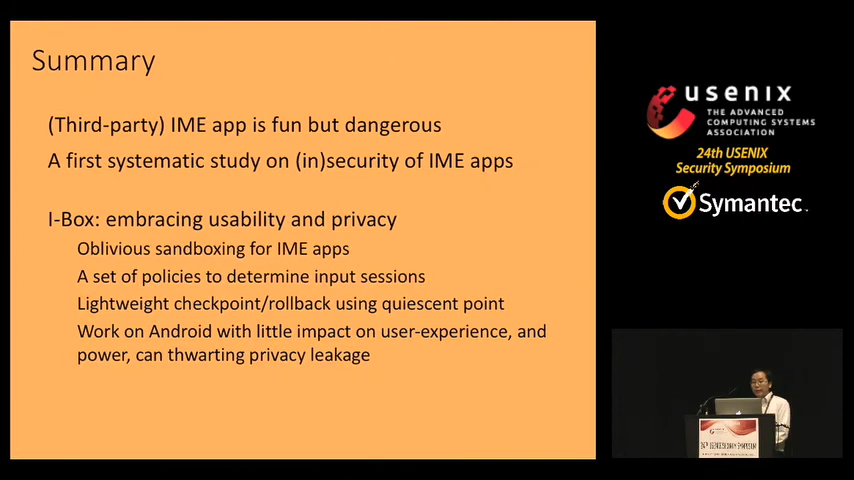 Summary
(Third-party) IME app is fun but dangerous
A first systematic study on (in)security of IME apps
I-Box: embracing usability and privacy
Oblivious sandboxing for IME apps
A set of policies to determine input sessions
Lightweight checkpoint/rollback using quiescent point
Work on Android with little impact on user-experience, and
power, can thwarting privacy leakage
usenix
THE ADVANCED
COMPUTING SYSTEMS
ASSOCIATION
24th USENIX
Security Symposium
Symantec.